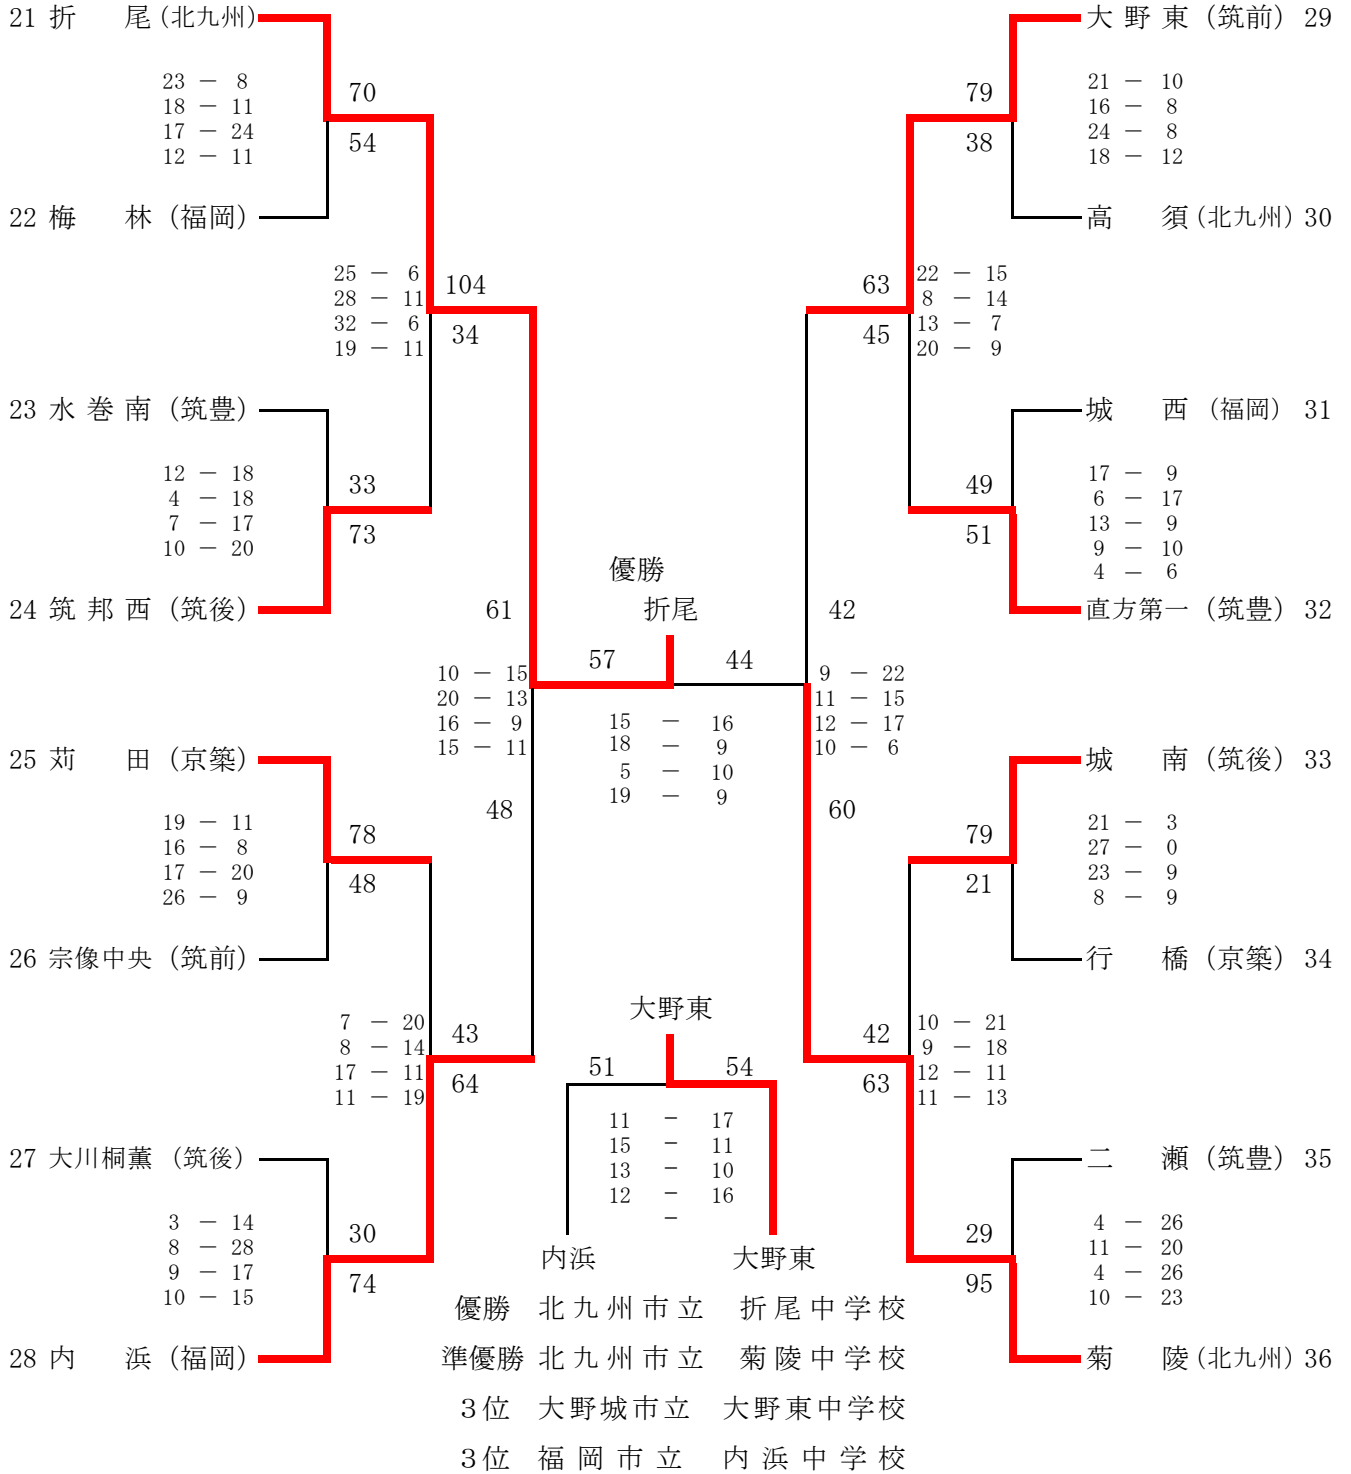 21 折 尾 (北九州)
23 － 8
18 － 11
17 － 24
12 － 11
70
54
22 梅 林 (福岡)
25 － 6
28 － 11
32 － 6
19 － 11
104
34
23 水 巻 南 (筑豊)
12 － 18
4 － 18
7 － 17
10 － 20
33
73
24 筑 邦 西 (筑後)
61
10 － 15
20 － 13
16 － 9
15 － 11
48
25 苅 田 (京築)
19 － 11
16 － 8
17 － 20
26 － 9
78
48
26 宗像中央 (筑前)
7 － 20
8 － 14
17 － 11
11 － 19
43
64
27 大川桐薫 (筑後)
3 － 14
8 － 28
9 － 17
10 － 15
30
74
28 内 浜 (福岡)
優勝
折尾
57 44
15 － 16
18 － 9
5 － 10
19 － 9
大野東
51 54
11 － 17
15 － 11
13 － 10
12 － 16
－
内浜 大野東
大 野 東 (筑前) 29
79
38
21 － 10
16 － 8
24 － 8
18 － 12
高 須 (北九州) 30
63
45
22 － 15
8 － 14
13 － 7
20 － 9
城 西 (福岡) 31
49
51
17 － 9
6 － 17
13 － 9
9 － 10
4 － 6
直方第一 (筑豊) 32
42
9 － 22
11 － 15
12 － 17
10 － 6
60
城 南 (筑後) 33
79
21
21 － 3
27 － 0
23 － 9
8 － 9
行 橋 (京築) 34
42
63
10 － 21
9 － 18
12 － 11
11 － 13
二 瀬 (筑豊) 35
29
95
4 － 26
11 － 20
4 － 26
10 － 23
菊 陵 (北九州) 36
優勝 北九州市立 折尾中学校
準優勝 北九州市立 菊陵中学校
３位 大野城市立 大野東中学校
３位 福岡市立 内浜中学校